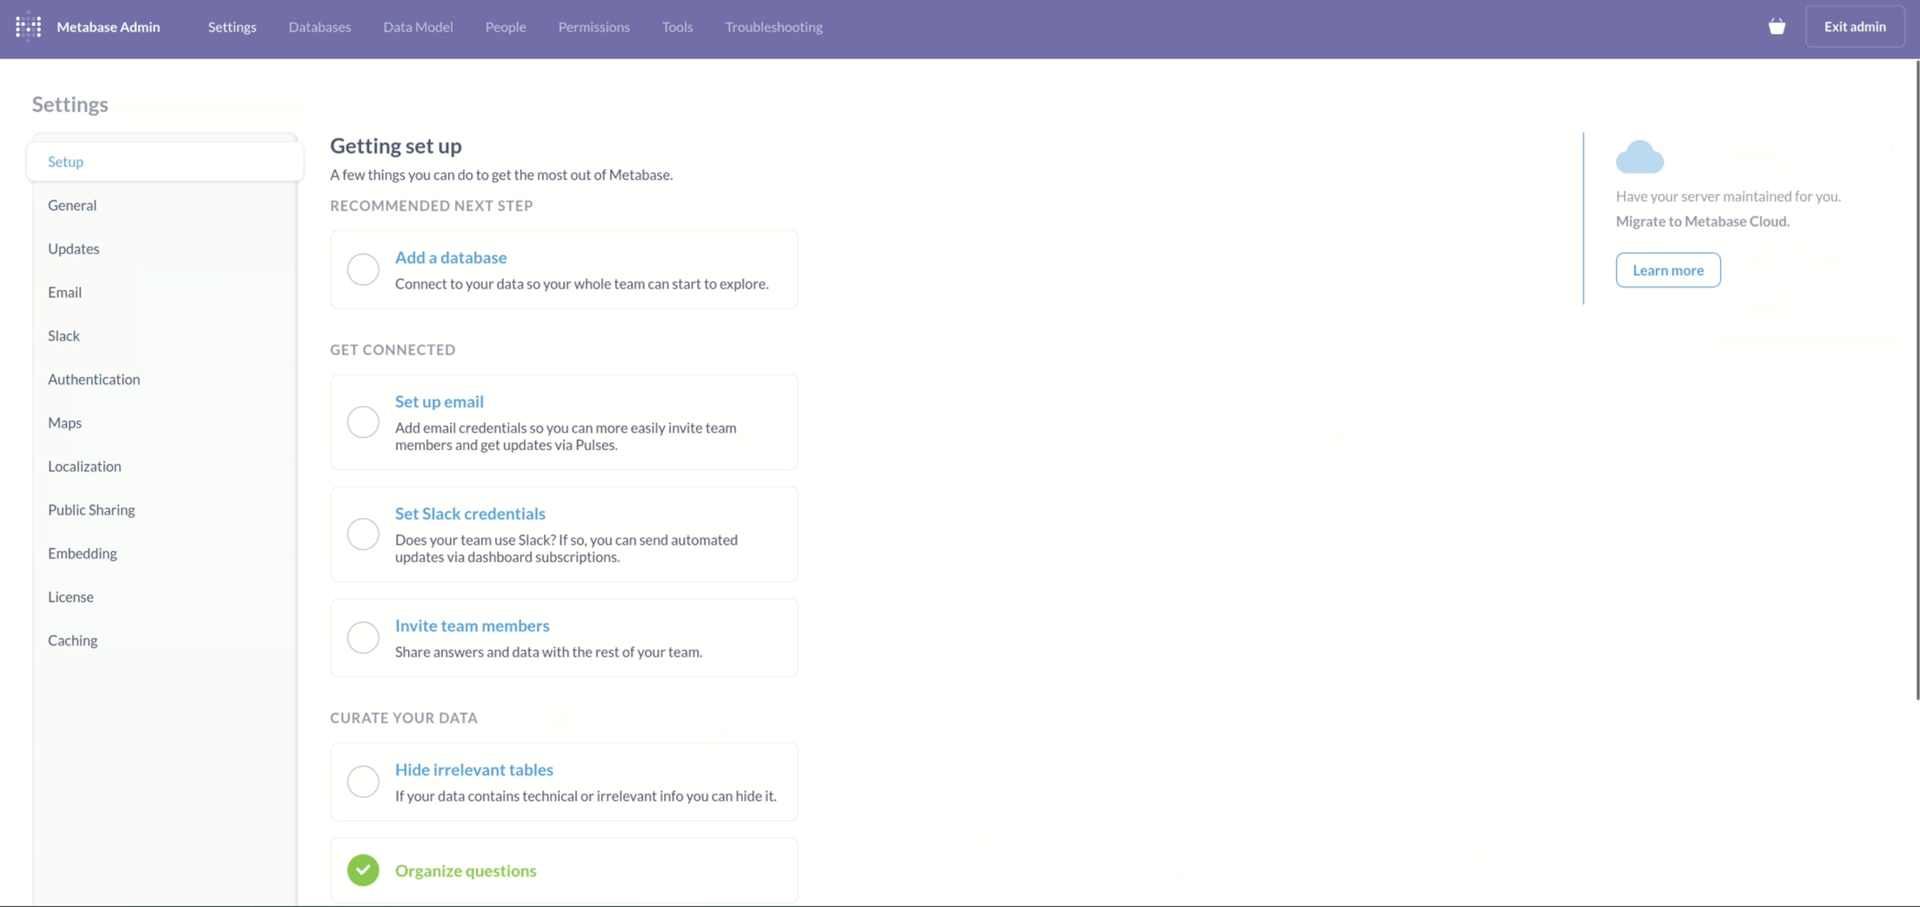 Metabase Admin
Settings
Databases
Data Model
People
Permissions
Tools
Troubleshooting
Exit admin
Settings
Setup
General
Updates
Email
Slack
Authentication
Maps
Localization
Public Sharing
Embedding
License
Caching
Getting set up
A few things you can do to get the most out of Metabase.
RECOMMENDED NEXT STEP
Add a database
Connect to your data so your whole team can start to explore.
GET CONNECTED
Set up email
Add email credentials so you can more easily invite team
members and get updates via Pulses.
Set Slack credentials
Does your team use Slack? If so, you can send automated
updates via dashboard subscriptions.
Invite team members
Share answers and data with the rest of your team.
CURATE YOUR DATA
Hide irrelevant tables
If your data contains technical or irrelevant info you can hide it.
Organize questions
Have your server maintained for you.
Migrate to Metabase Cloud.
Learn more